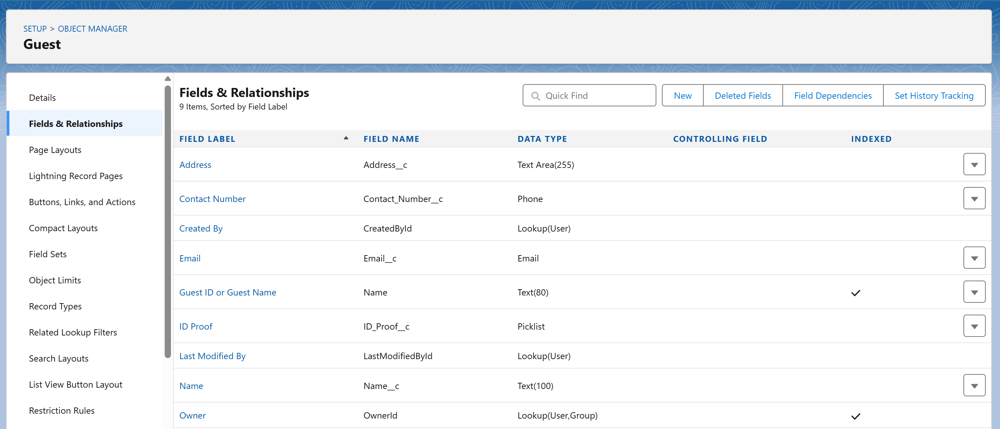 SETUP > OBJECT MANAGER
Guest
Details
Fields & Relationships
Page Layouts
Lightning Record Pages
Buttons, Links, and Actions
Compact Layouts
Field Sets
Object Limits
Record Types
Related Lookup Filters
Search Layouts
List View Button Layout
Restriction Rules
Fields & Relationships
9 Items, Sorted by Field Label
Quick Find
New Deleted Fields Field Dependencies Set History Tracking
FIELD LABEL FIELD NAME DATA TYPE CONTROLLING FIELD INDEXED
Address Address__c Text Area(255)
Contact Number Contact_Number__c Phone
Created By CreatedById Lookup(User)
Email Email__c Email
Guest ID or Guest Name Name Text(80)
ID Proof ID_Proof__c Picklist
Last Modified By LastModifiedById Lookup(User)
Name Name__c Text(100)
Owner OwnerId Lookup(User,Group)